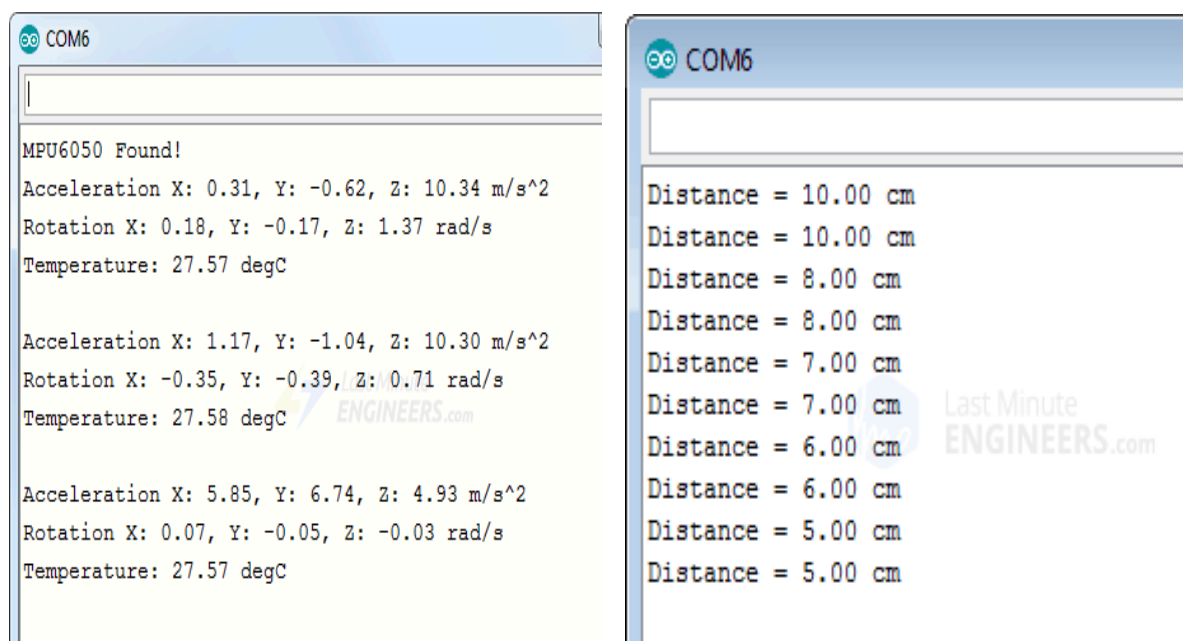 COM6
MPU6050 Found!
Acceleration X: 0.31, Y: -0.62, Z: 10.34 m/s^2
Rotation X: 0.18, Y: -0.17, Z: 1.37 rad/s
Temperature: 27.57 degC
Acceleration X: 1.17, Y: -1.04, Z: 10.30 m/s^2
Rotation X: -0.35, Y: -0.39, Z: 0.71 rad/s
Temperature: 27.58 degC
Last Minute
ENGINEERS.com
Acceleration X: 5.85, Y: 6.74, Z: 4.93 m/s^2
Rotation X: 0.07, Y: -0.05, Z: -0.03 rad/s
Temperature: 27.57 degC
COM6
Distance = 10.00 cm
Distance = 10.00 cm
Distance = 8.00 cm
Distance = 8.00 cm
Distance = 7.00 cm
Distance = 7.00 cm
Distance = 6.00 cm
Distance = 6.00 cm
Distance = 5.00 cm
Distance = 5.00 cm
Last Minute
ENGINEERS.com